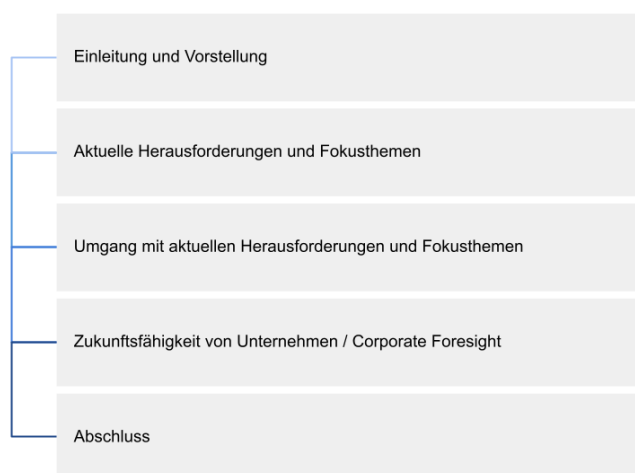 Einleitung und Vorstellung
Aktuelle Herausforderungen und Fokusthemen
Umgang mit aktuellen Herausforderungen und Fokusthemen
Zukunftsfähigkeit von Unternehmen / Corporate Foresight
Abschluss